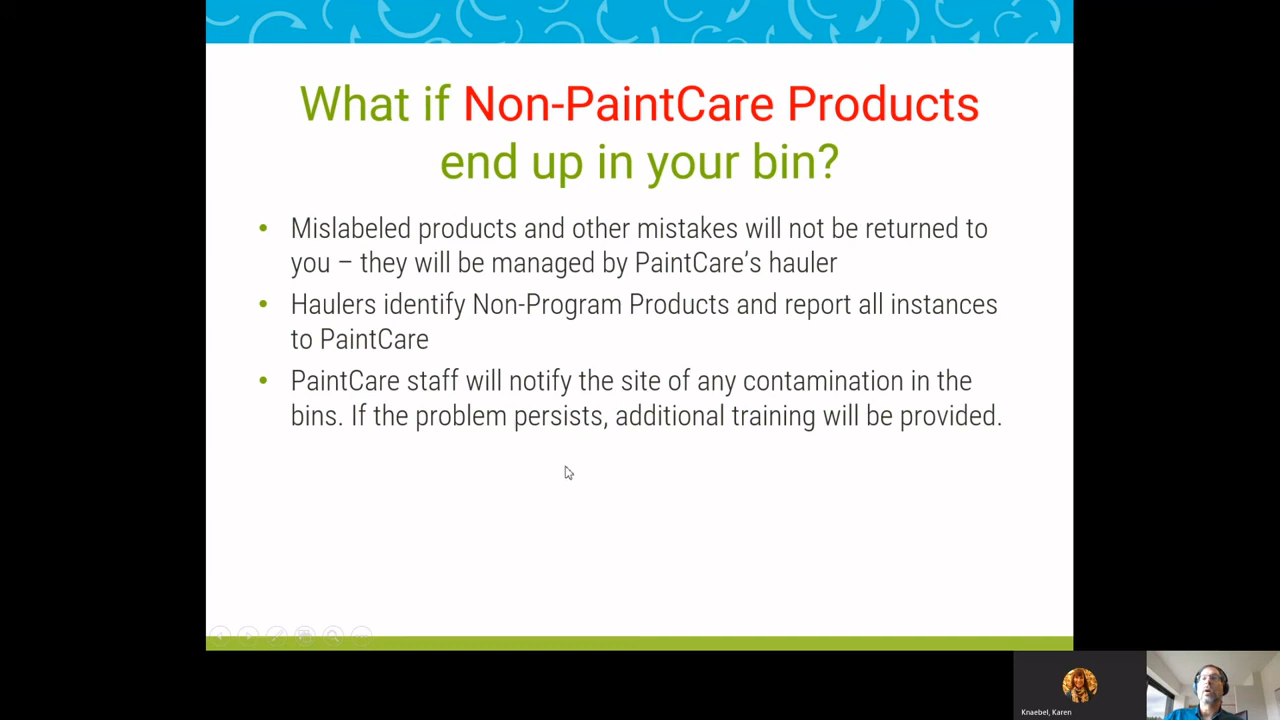 What if Non-PaintCare Products
end up in your bin?
• Mislabeled products and other mistakes will not be returned to
you – they will be managed by PaintCare’s hauler
• Haulers identify Non-Program Products and report all instances
to PaintCare
• PaintCare staff will notify the site of any contamination in the
bins. If the problem persists, additional training will be provided.
Knaebel, Karen